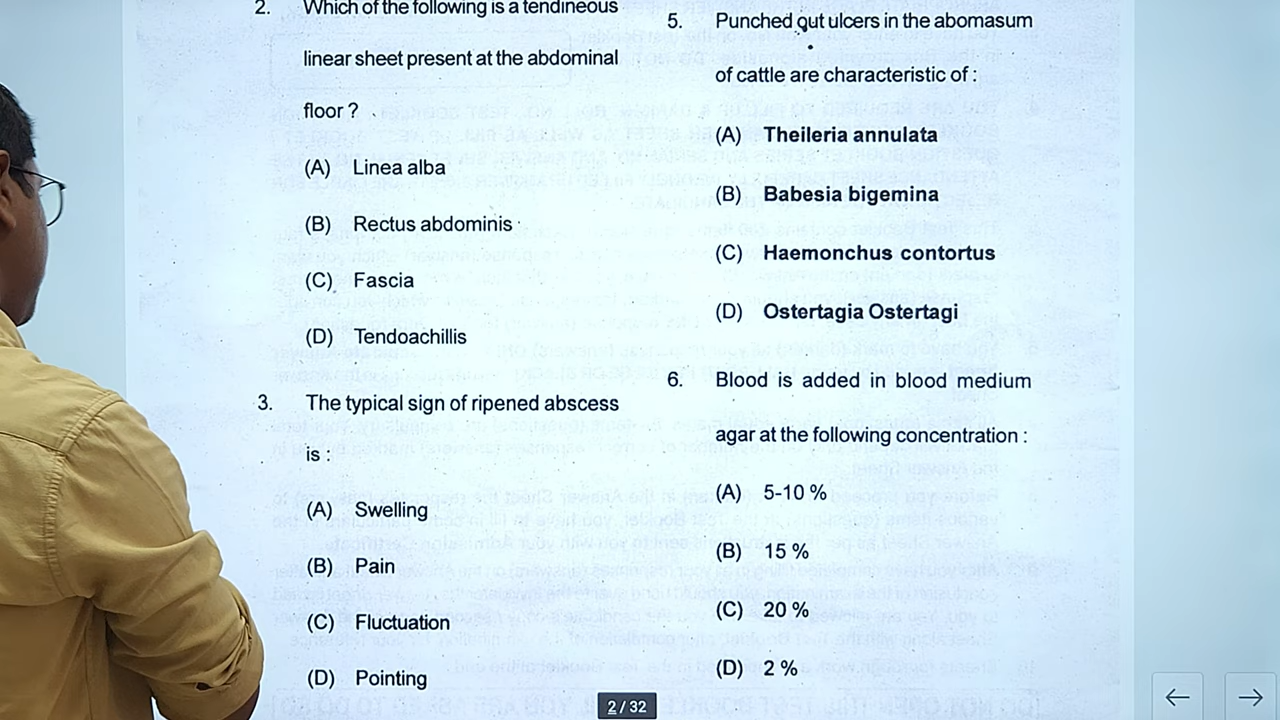 2. Which of the following is a tendineous
linear sheet present at the abdominal
floor ?
(A) Linea alba
(B) Rectus abdominis
(C) Fascia
(D) Tendoachillis
3. The typical sign of ripened abscess
is :
(A) Swelling
(B) Pain
(C) Fluctuation
(D) Pointing
5. Punched out ulcers in the abomasum
of cattle are characteristic of :
(A) Theileria annulata
(B) Babesia bigemina
(C) Haemonchus contortus
(D) Ostertagia Ostertagi
6. Blood is added in blood medium
agar at the following concentration :
(A) 5-10 %
(B) 15 %
(C) 20 %
(D) 2 %
2 / 32